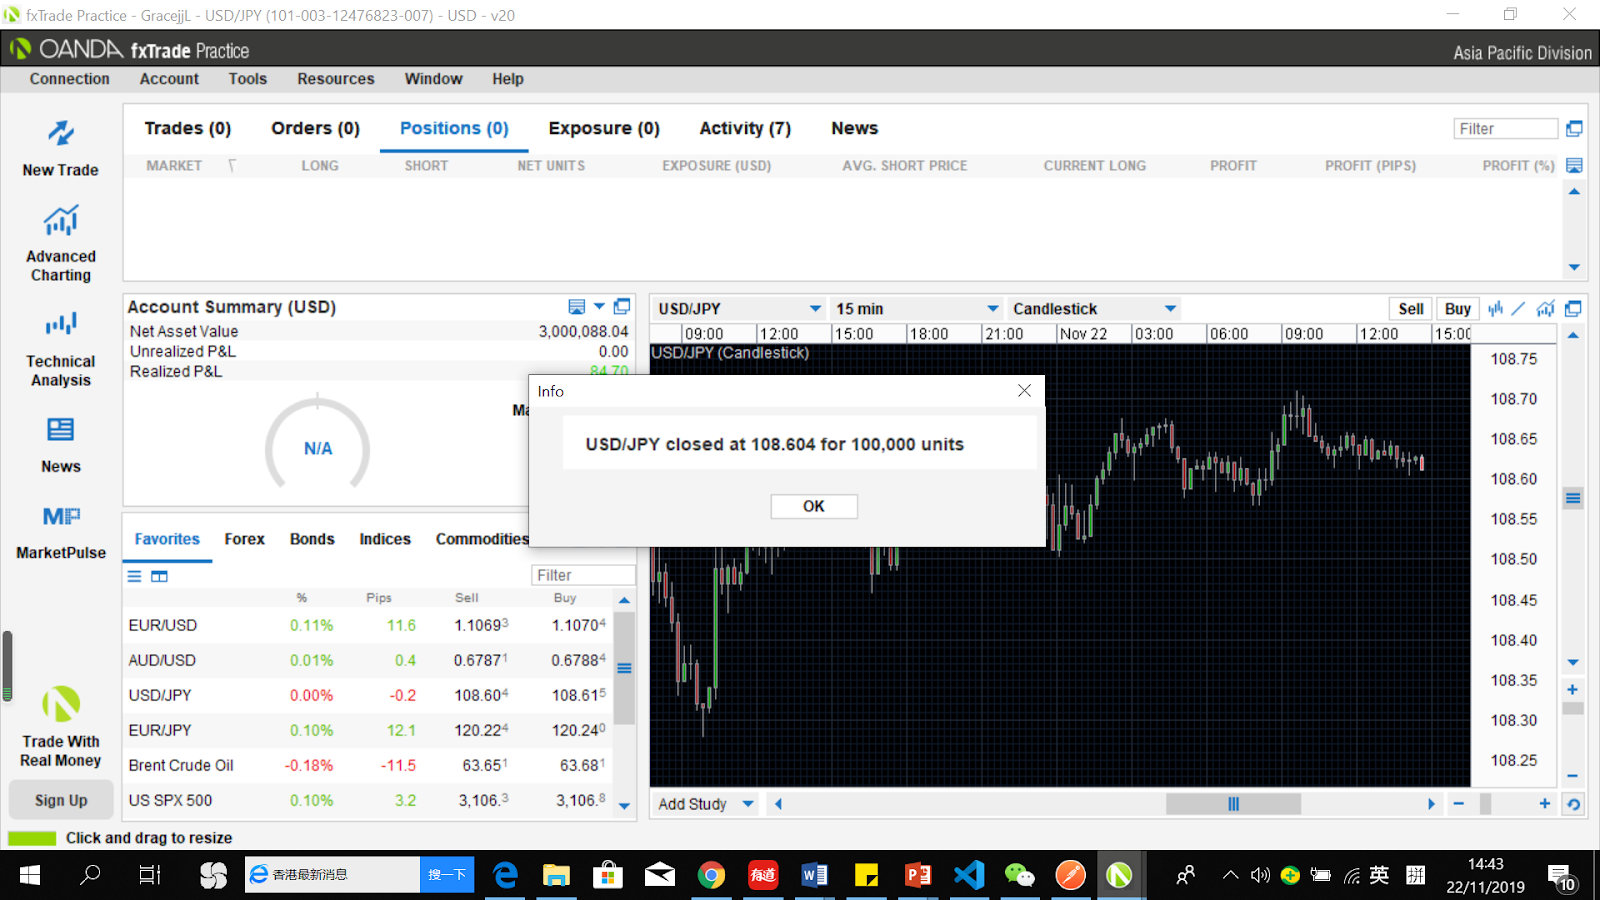 fxTrade Practice - GracejjL - USD/JPY (101-003-12476823-007) - USD - v20
OANDA fxTrade Practice
Asia Pacific Division
Connection Account Tools Resources Window Help
Trades (0) Orders (0) Positions (0) Exposure (0) Activity (7) News
Filter
MARKET LONG SHORT NET UNITS EXPOSURE (USD) AVG. SHORT PRICE CURRENT LONG PROFIT PROFIT (PIPS) PROFIT (%)
New Trade
Advanced
Charting
Technical
Analysis
News
MP
MarketPulse
Trade With
Real Money
Sign Up
Click and drag to resize
Account Summary (USD)
Net Asset Value 3,000,088.04
Unrealized P&L 0.00
Realized P&L 84.70
N/A
Info
USD/JPY closed at 108.604 for 100,000 units
OK
Favorites Forex Bonds Indices Commodities
Filter
% Pips Sell Buy
EUR/USD 0.11% 11.6 1.10693 1.10704
AUD/USD 0.01% 0.4 0.67871 0.67884
USD/JPY 0.00% -0.2 108.604 108.615
EUR/JPY 0.10% 12.1 120.224 120.240
Brent Crude Oil -0.18% -11.5 63.651 63.681
US SPX 500 0.10% 3.2 3,106.3 3,106.8
USD/JPY 15 min Candlestick Sell Buy
09:00 12:00 15:00 18:00 21:00 Nov 22 03:00 06:00 09:00 12:00 15:00
USD/JPY (Candlestick)
108.75
108.70
108.65
108.60
108.55
108.50
108.45
108.40
108.35
108.30
108.25
Add Study
香港最新消息 搜一下
有道
英 拼
14:43
22/11/2019
10